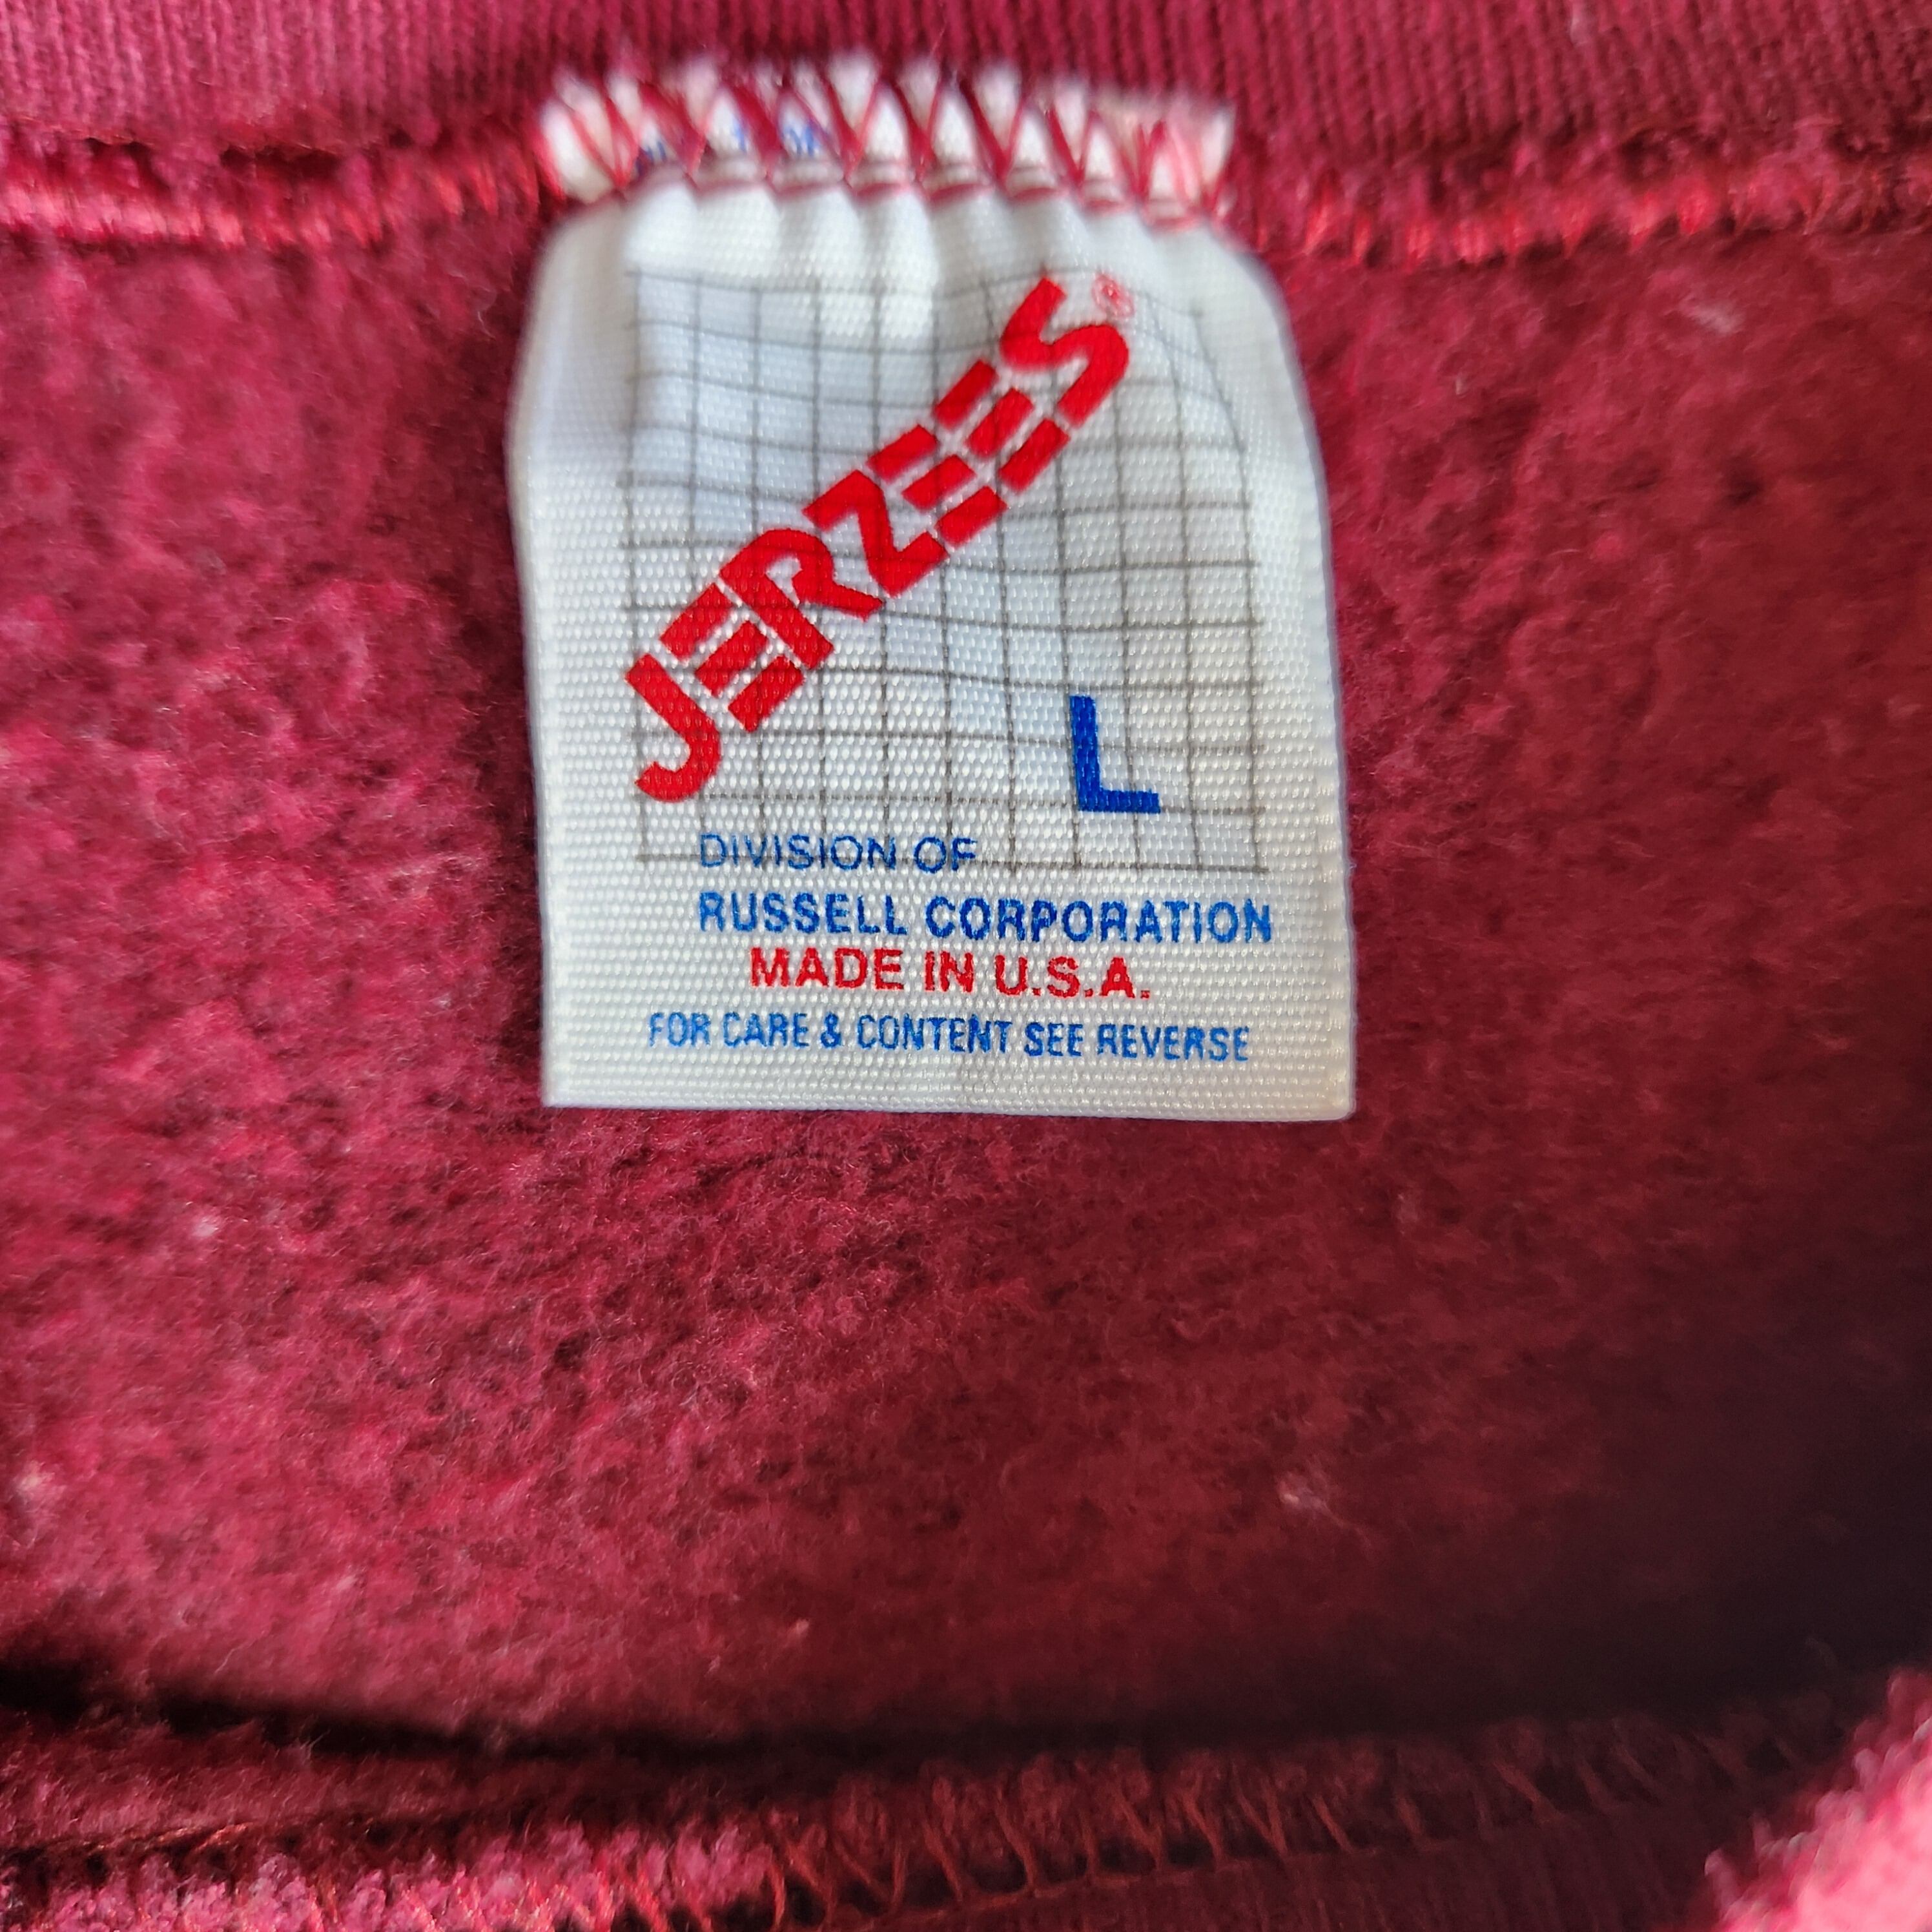 JERZEES®
L
DIVISION OF
RUSSELL CORPORATION
MADE IN U.S.A.
FOR CARE & CONTENT SEE REVERSE